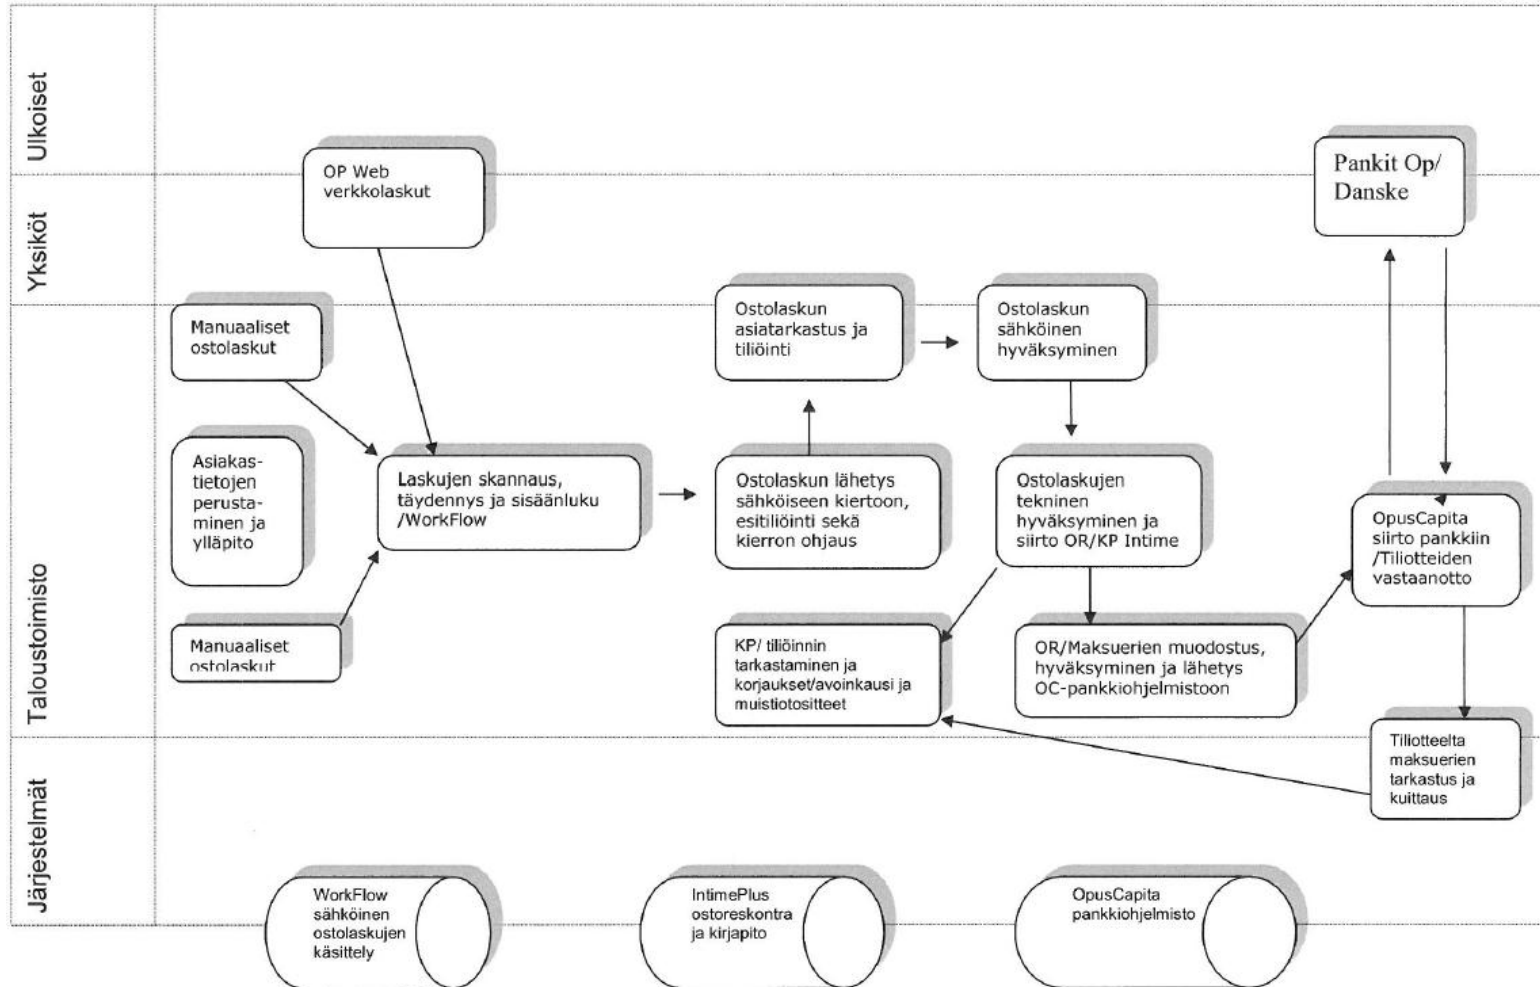 Ulkoiset
OP Web
verkkolaskut
Pankit Op/
Danske
Yksiköt
Manuaaliset
ostolaskut
Ostolaskun
asiatarkastus ja
tiliöinti
Ostolaskun
sähköinen
hyväksyminen
Taloustoimisto
Asiakas-
tietojen
perusta-
minen ja
ylläpito
Laskujen skannaus,
täydennys ja sisäänluku
/WorkFlow
Ostolaskun lähetys
sähköiseen kiertoon,
esitiliöinti sekä
kierron ohjaus
Ostolaskujen
tekninen
hyväksyminen ja
siirto OR/KP Intime
OpusCapita
siirto pankkiin
/Tiliotteiden
vastaanotto
Manuaaliset
ostolaskut
KP/ tiliöinnin
tarkastaminen ja
korjaukset/avoinkausi ja
muistiotositteet
OR/Maksuerien muodostus,
hyväksyminen ja lähetys
OC-pankkiohjelmistoon
Tiliotteelta
maksuerien
tarkastus ja
kuittaus
Järjestelmät
WorkFlow
sähköinen
ostolaskujen
käsittely
IntimePlus
ostoreskontra
ja kirjapito
OpusCapita
pankkiohjelmisto